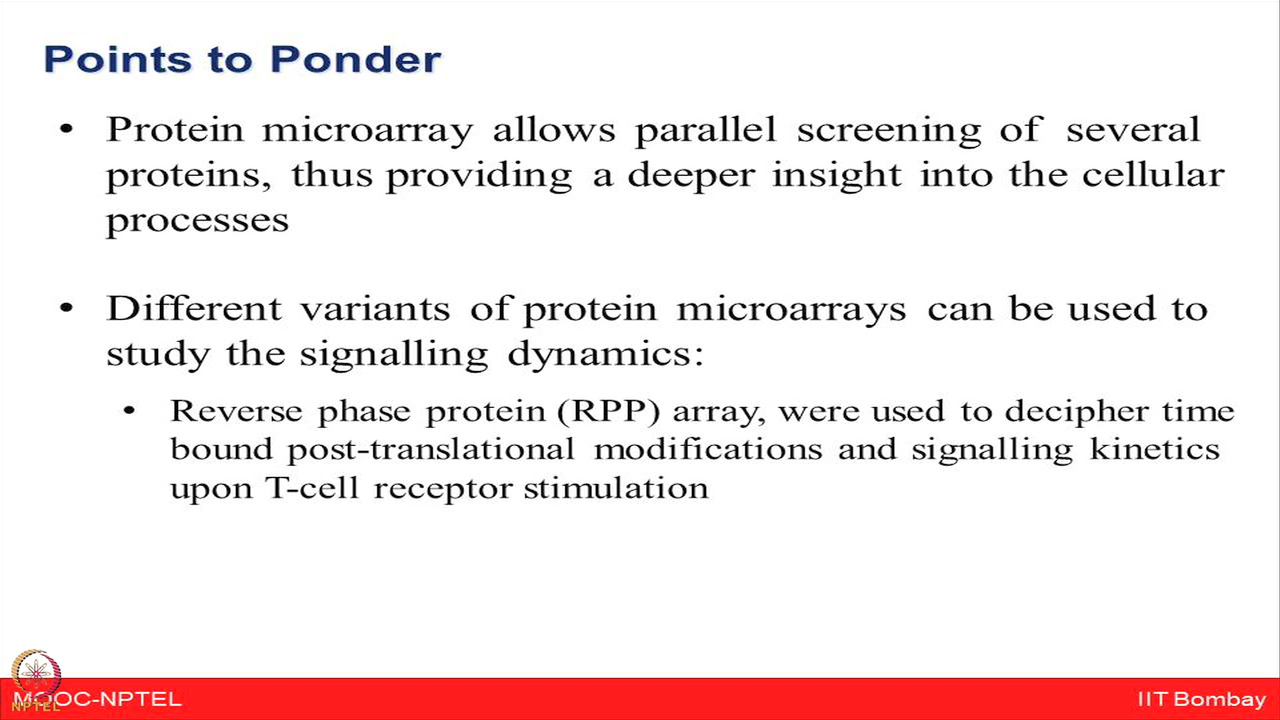 Points to Ponder
• Protein microarray allows parallel screening of several
proteins, thus providing a deeper insight into the cellular
processes
• Different variants of protein microarrays can be used to
study the signalling dynamics:
• Reverse phase protein (RPP) array, were used to decipher time
bound post-translational modifications and signalling kinetics
upon T-cell receptor stimulation
MOOC-NPTEL
NPTEL
IIT Bombay